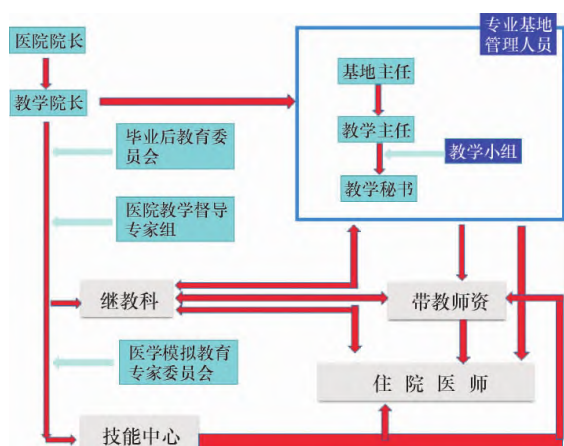 医院院长
教学院长
毕业后教育委
员会
医院教学督导
专家组
继教科
医学模拟教育
专家委员会
技能中心
专业基地
管理人员
基地主任
教学主任
教学小组
教学秘书
带教师资
住院医师